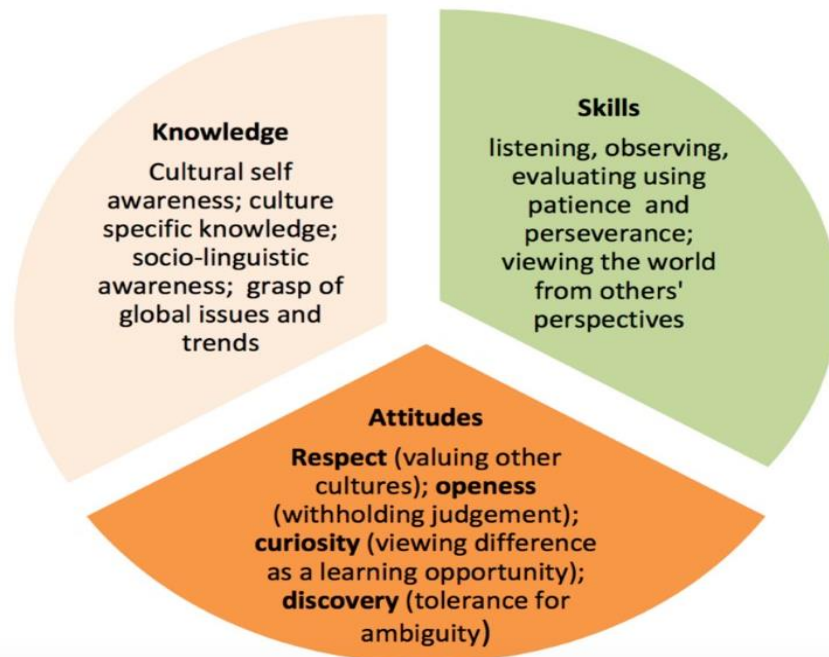 Knowledge
Cultural self
awareness; culture
specific knowledge;
socio-linguistic
awareness; grasp of
global issues and
trends
Skills
listening, observing,
evaluating using
patience and
perseverance;
viewing the world
from others'
perspectives
Attitudes
Respect (valuing other
cultures); openess
(withholding judgement);
curiosity (viewing difference
as a learning opportunity);
discovery (tolerance for
ambiguity)